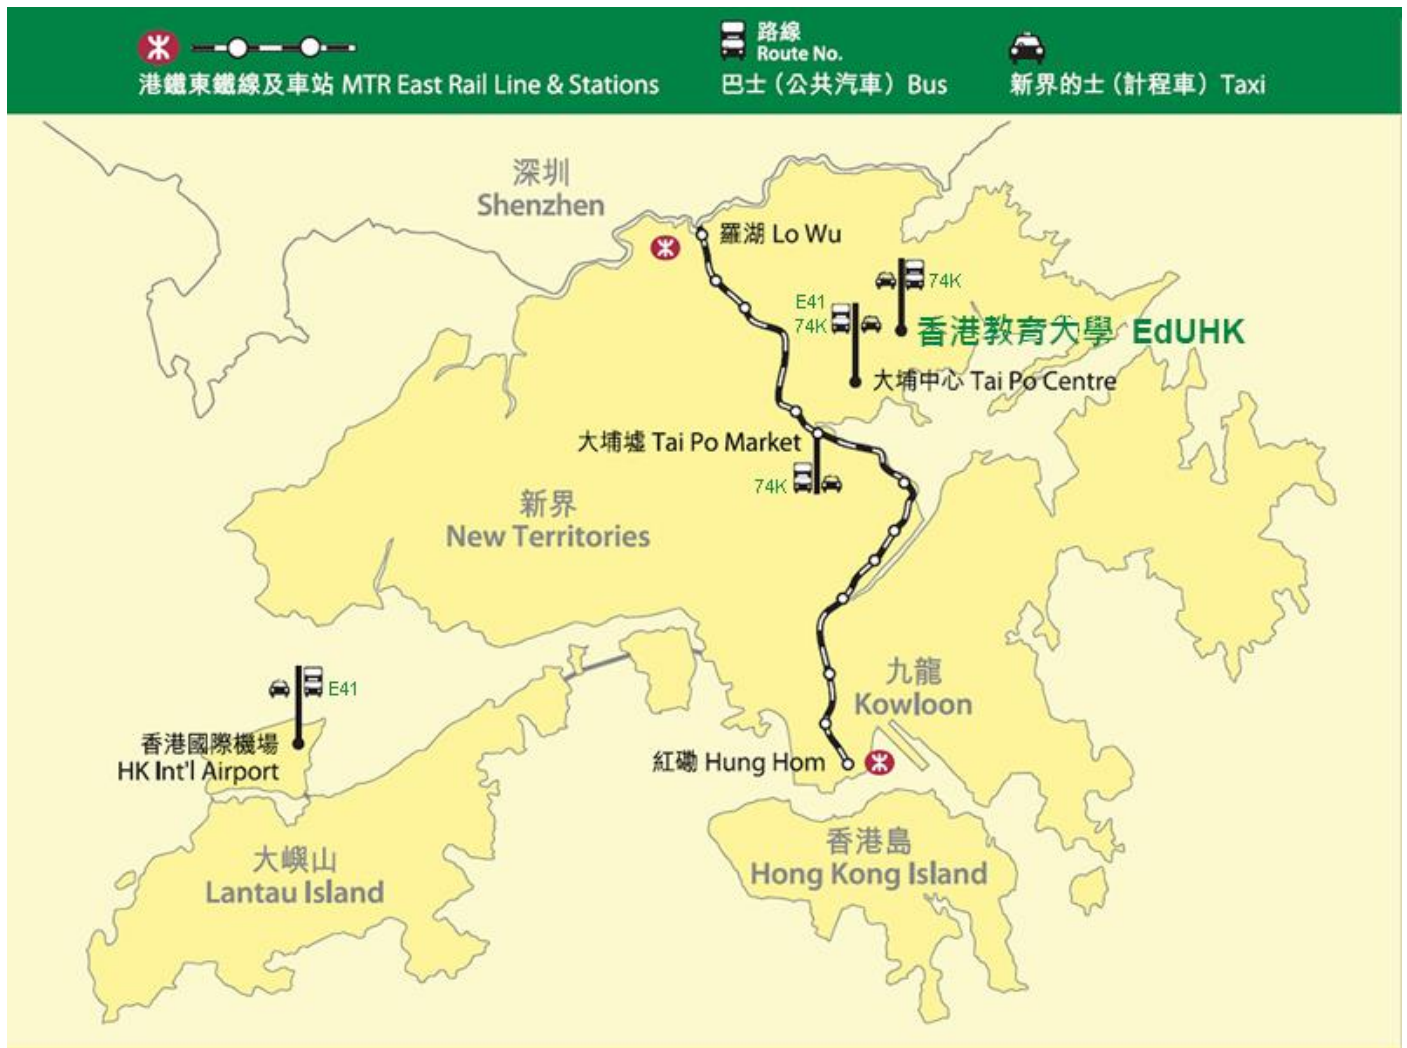 路線
Route No.
港鐵東鐵線及車站 MTR East Rail Line & Stations
巴士(公共汽車) Bus
新界的士(計程車) Taxi
深圳
Shenzhen
羅湖 Lo Wu
74K
E41
74K
香港教育大學 EdUHK
大埔中心 Tai Po Centre
大埔墟 Tai Po Market
74K
新界
New Territories
九龍
Kowloon
E41
香港國際機場
HK Int'l Airport
紅磡 Hung Hom
香港島
Hong Kong Island
大嶼山
Lantau Island